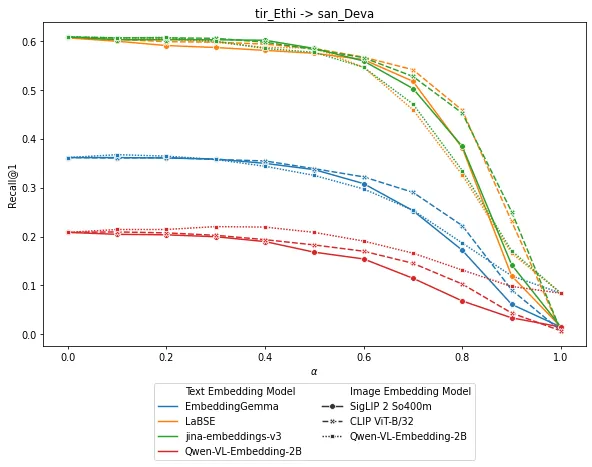 tir_Ethi -> san_Deva
Recall@1
0.6
0.5
0.4
0.3
0.2
0.1
0.0
0.0
0.2
0.4
0.6
0.8
1.0
α
Text Embedding Model
EmbeddingGemma
LaBSE
jina-embeddings-v3
Qwen-VL-Embedding-2B
Image Embedding Model
SigLIP 2 So400m
CLIP ViT-B/32
Qwen-VL-Embedding-2B